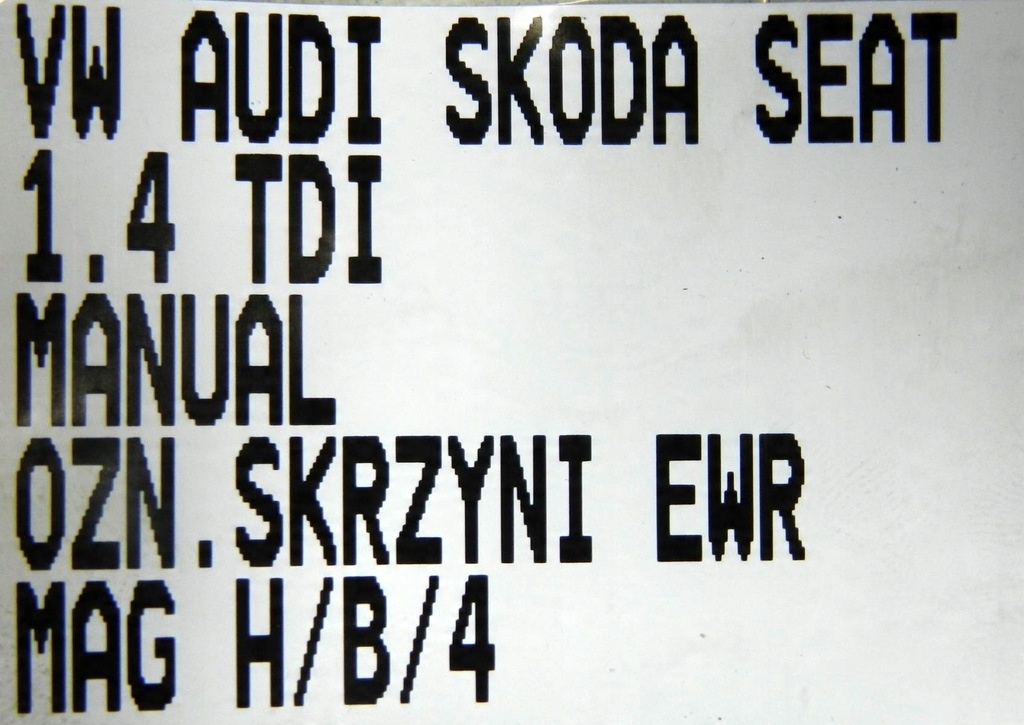 VW AUDI SKODA SEAT
1.4 TDI
MANUAL
OZN.SKRZYNI EWR
MAG H/B/4